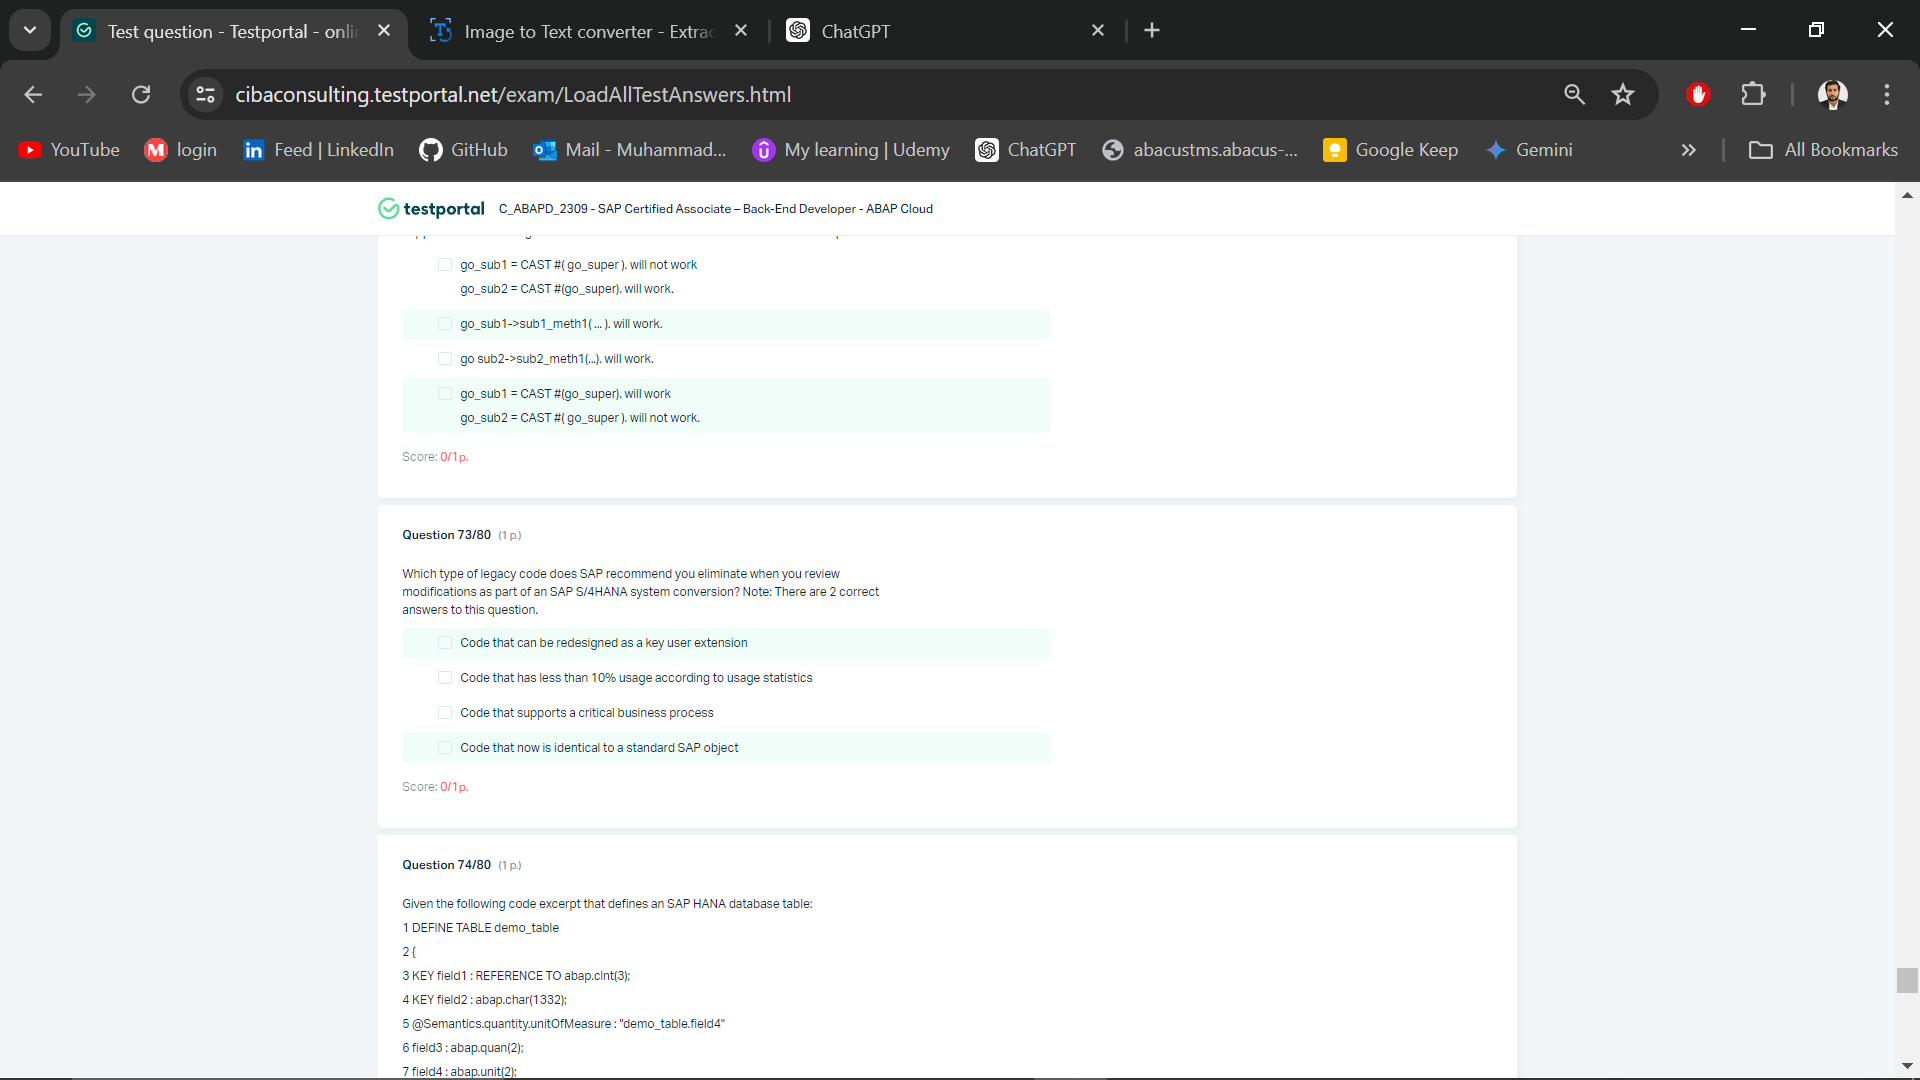 Test question - Testportal - onli
Image to Text converter - Extrac
ChatGPT
cibaconsulting.testportal.net/exam/LoadAllTestAnswers.html
YouTube
login
Feed | LinkedIn
GitHub
Mail - Muhammad...
My learning | Udemy
ChatGPT
abacustms.abacus-...
Google Keep
Gemini
All Bookmarks
testportal
C_ABAPD_2309 - SAP Certified Associate – Back-End Developer - ABAP Cloud
go_sub1 = CAST #( go_super ). will not work
go_sub2 = CAST #(go_super). will work.
go_sub1->sub1_meth1( ... ). will work.
go sub2->sub2_meth1(...). will work.
go_sub1 = CAST #(go_super). will work
go_sub2 = CAST #( go_super ). will not work.
Score: 0/1p.
Question 73/80 (1 p.)
Which type of legacy code does SAP recommend you eliminate when you review
modifications as part of an SAP S/4HANA system conversion? Note: There are 2 correct
answers to this question.
Code that can be redesigned as a key user extension
Code that has less than 10% usage according to usage statistics
Code that supports a critical business process
Code that now is identical to a standard SAP object
Score: 0/1p.
Question 74/80 (1 p.)
Given the following code excerpt that defines an SAP HANA database table:
1 DEFINE TABLE demo_table
2 {
3 KEY field1 : REFERENCE TO abap.clnt(3);
4 KEY field2 : abap.char(1332);
5 @Semantics.quantity.unitOfMeasure : "demo_table.field4"
6 field3 : abap.quan(2);
7 field4 : abap.unit(2);